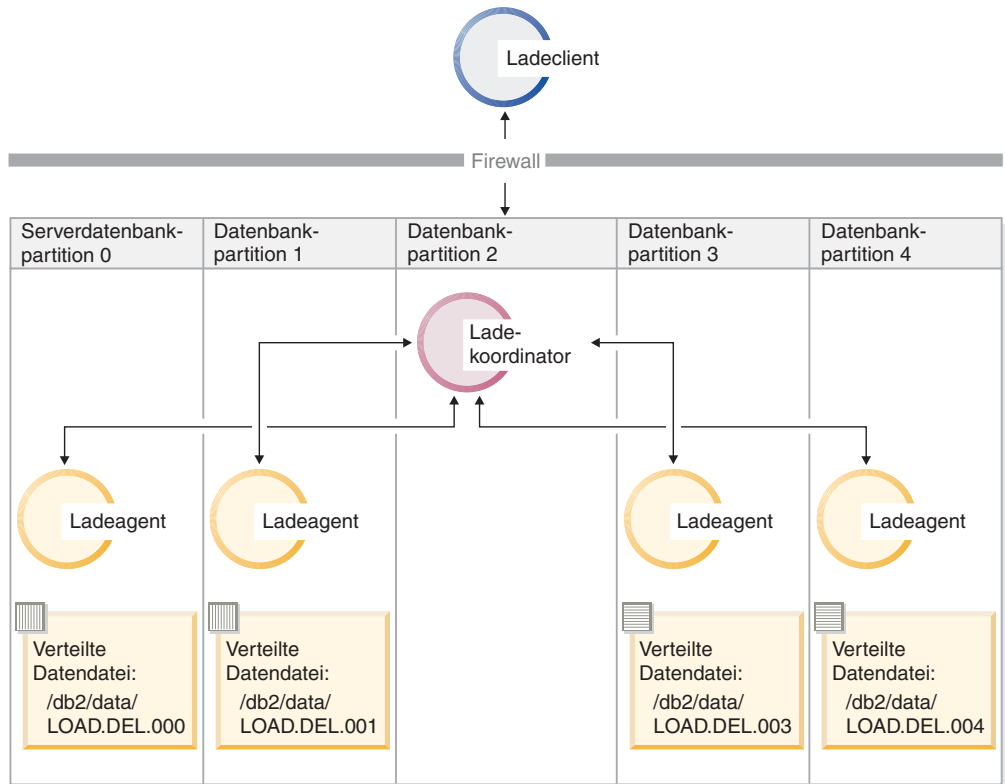 Ladeclient
Firewall
Serverdatenbank-
partition 0
Datenbank-
partition 1
Datenbank-
partition 2
Datenbank-
partition 3
Datenbank-
partition 4
Lade-
koordinator
Ladeagent
Ladeagent
Ladeagent
Ladeagent
Verteilte
Datendatei:
/db2/data/
LOAD.DEL.000
Verteilte
Datendatei:
/db2/data/
LOAD.DEL.001
Verteilte
Datendatei:
/db2/data/
LOAD.DEL.003
Verteilte
Datendatei:
/db2/data/
LOAD.DEL.004